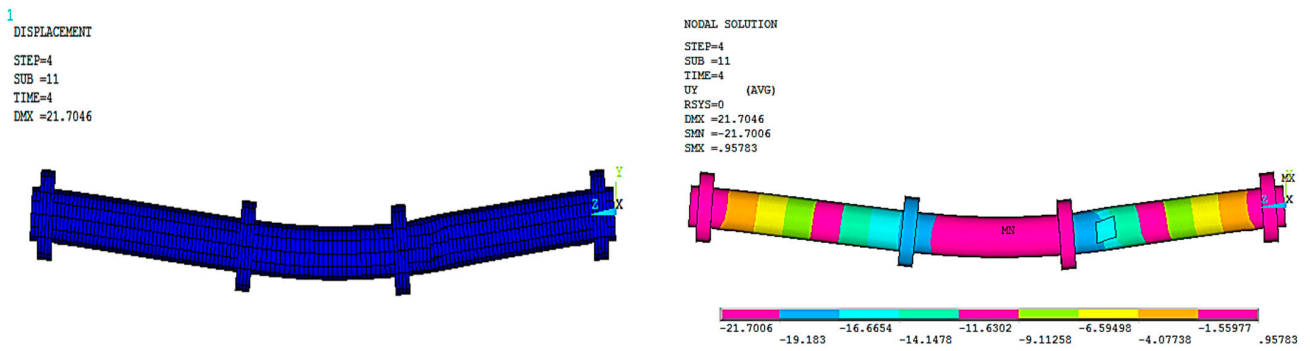 1
DISPLACEMENT
STEP=4
SUB =11
TIME=4
DMX =21.7046
Y
Z
X
NODAL SOLUTION
STEP=4
SUB =11
TIME=4
UY (AVG)
RSYS=0
DMX =21.7046
SMN =-21.7006
SMX =.95783
MX
Z
X
MN
-21.7006 -16.6654 -11.6302 -6.59498 -1.55977
-19.183 -14.1478 -9.11258 -4.07738 .95783